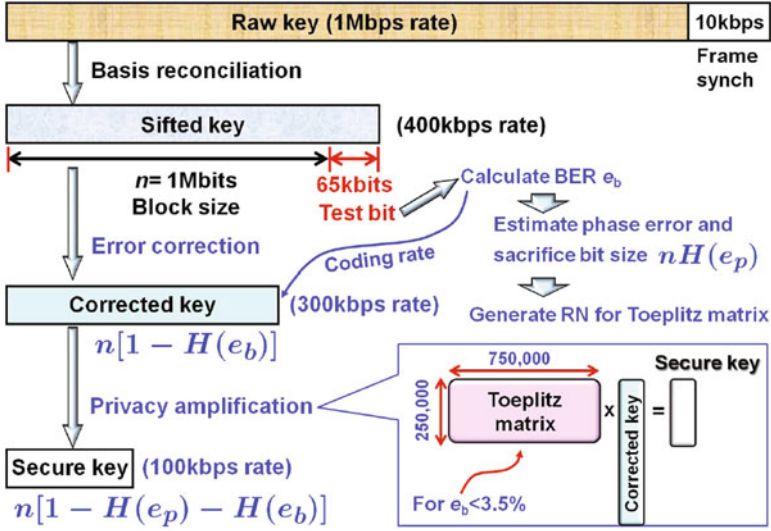 Raw key (1Mbps rate)
10kbps
Frame
synch
Basis reconciliation
Sifted key
(400kbps rate)
n= 1Mbits
Block size
65kbits
Test bit
Calculate BER e_b
Estimate phase error and
sacrifice bit size nH(e_p)
Generate RN for Toeplitz matrix
Error correction
Coding rate
Corrected key
(300kbps rate)
n[1 − H(e_b)]
Privacy amplification
750,000
250,000
Toeplitz
matrix
x
Corrected key
=
Secure key
For e_b<3.5%
Secure key
(100kbps rate)
n[1 − H(e_p) − H(e_b)]